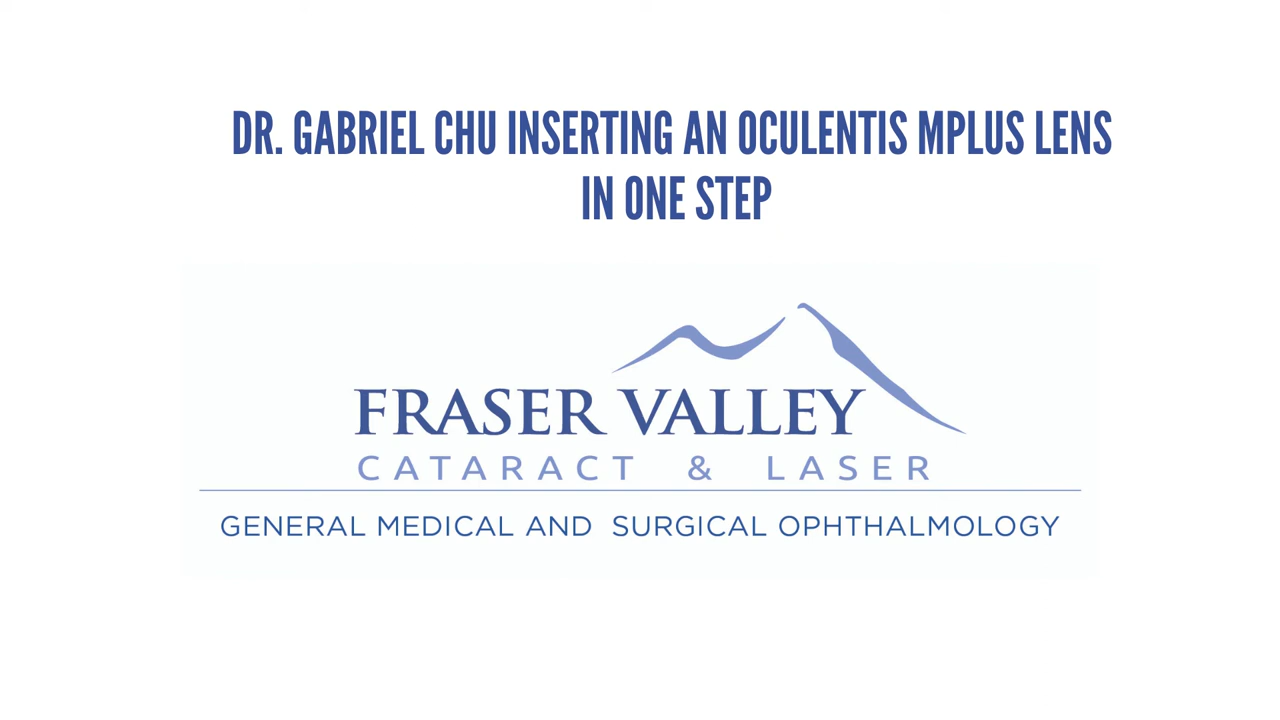 DR. GABRIEL CHU INSERTING AN OCULENTIS MPLUS LENS
IN ONE STEP
FRASER VALLEY
CATARACT & LASER
GENERAL MEDICAL AND SURGICAL OPHTHALMOLOGY